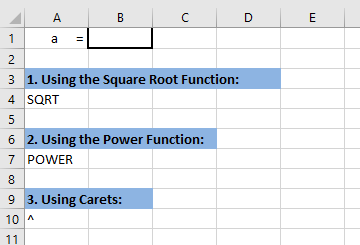 A B C D E
1 a =
2
3 1. Using the Square Root Function:
4 SQRT
5
6 2. Using the Power Function:
7 POWER
8
9 3. Using Carets:
10 ^
11